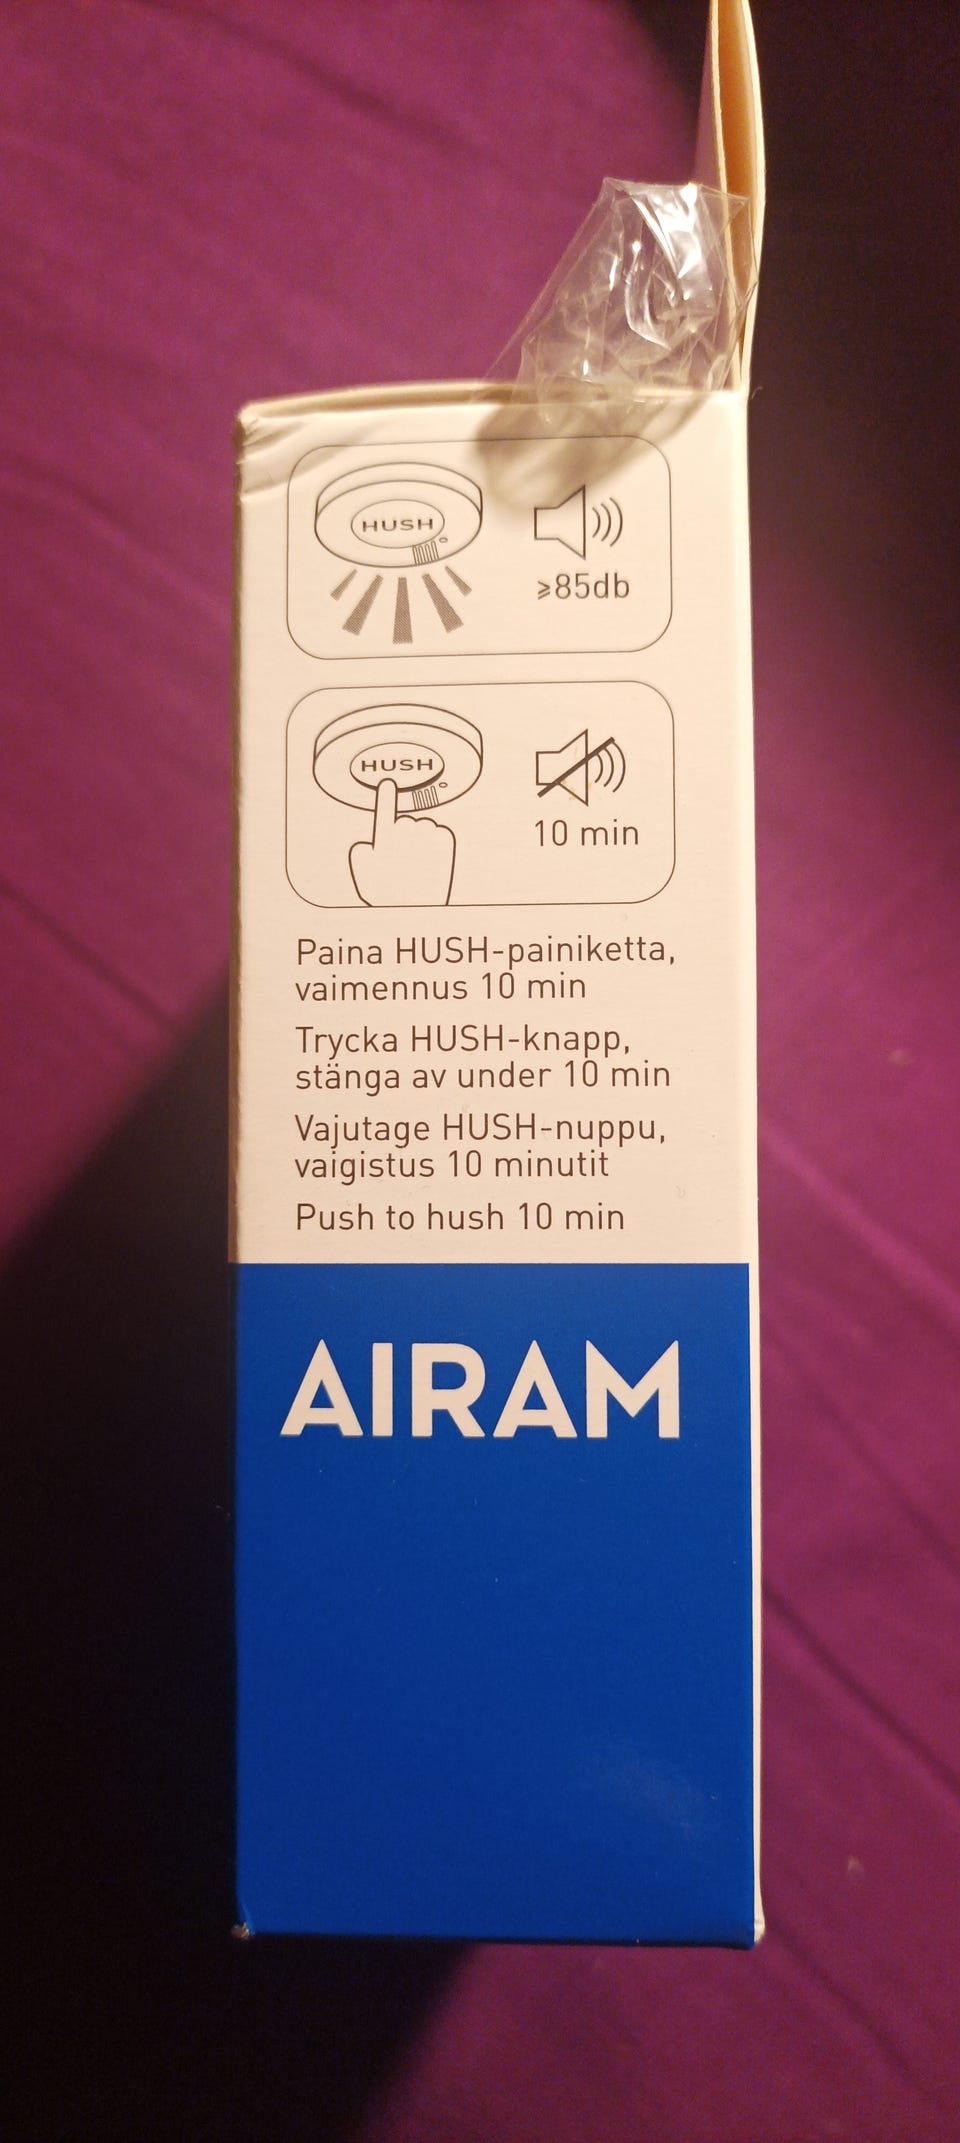 HUSH
≥85db
HUSH
10 min
Paina HUSH-painiketta,
vaimennus 10 min
Trycka HUSH-knapp,
stänga av under 10 min
Vajutage HUSH-nuppu,
vaigistus 10 minutit
Push to hush 10 min
AIRAM